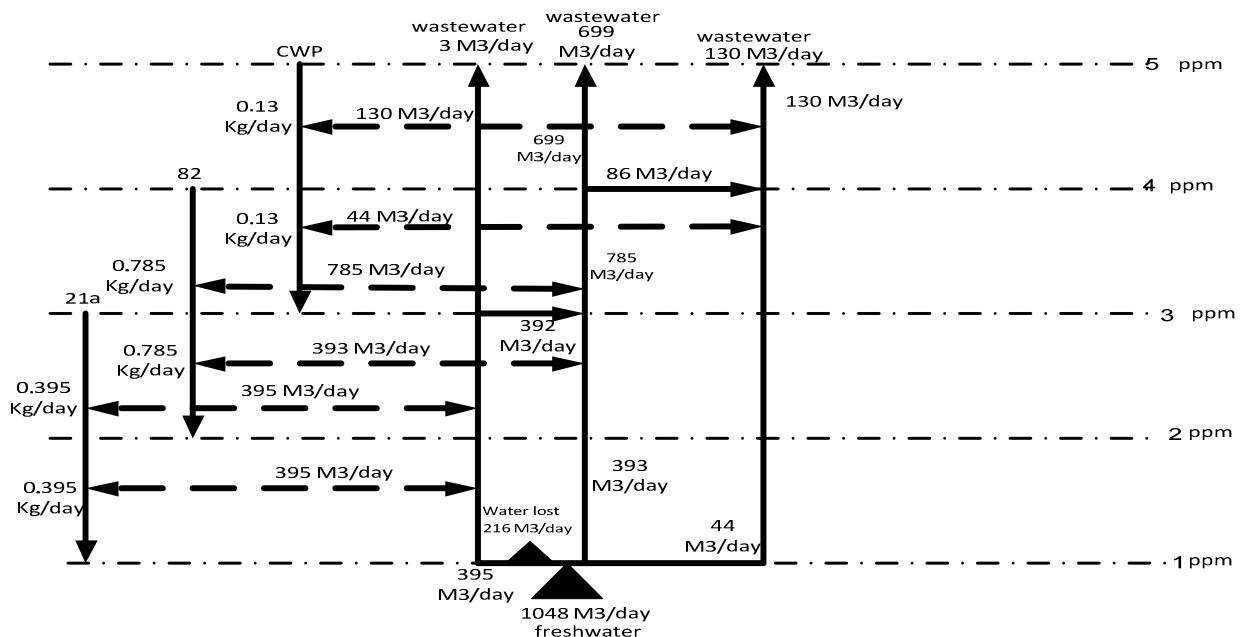 wastewater
3 M3/day
wastewater
699
M3/day
wastewater
130 M3/day
CWP
5 ppm
0.13
Kg/day
130 M3/day
130 M3/day
699
M3/day
82
86 M3/day
4 ppm
0.13
Kg/day
44 M3/day
0.785
Kg/day
785 M3/day
785
M3/day
21a
3 ppm
392
M3/day
0.785
Kg/day
393 M3/day
0.395
Kg/day
395 M3/day
2 ppm
395 M3/day
393
M3/day
0.395
Kg/day
Water lost
216 M3/day
44
M3/day
1 ppm
395
M3/day
1048 M3/day
freshwater